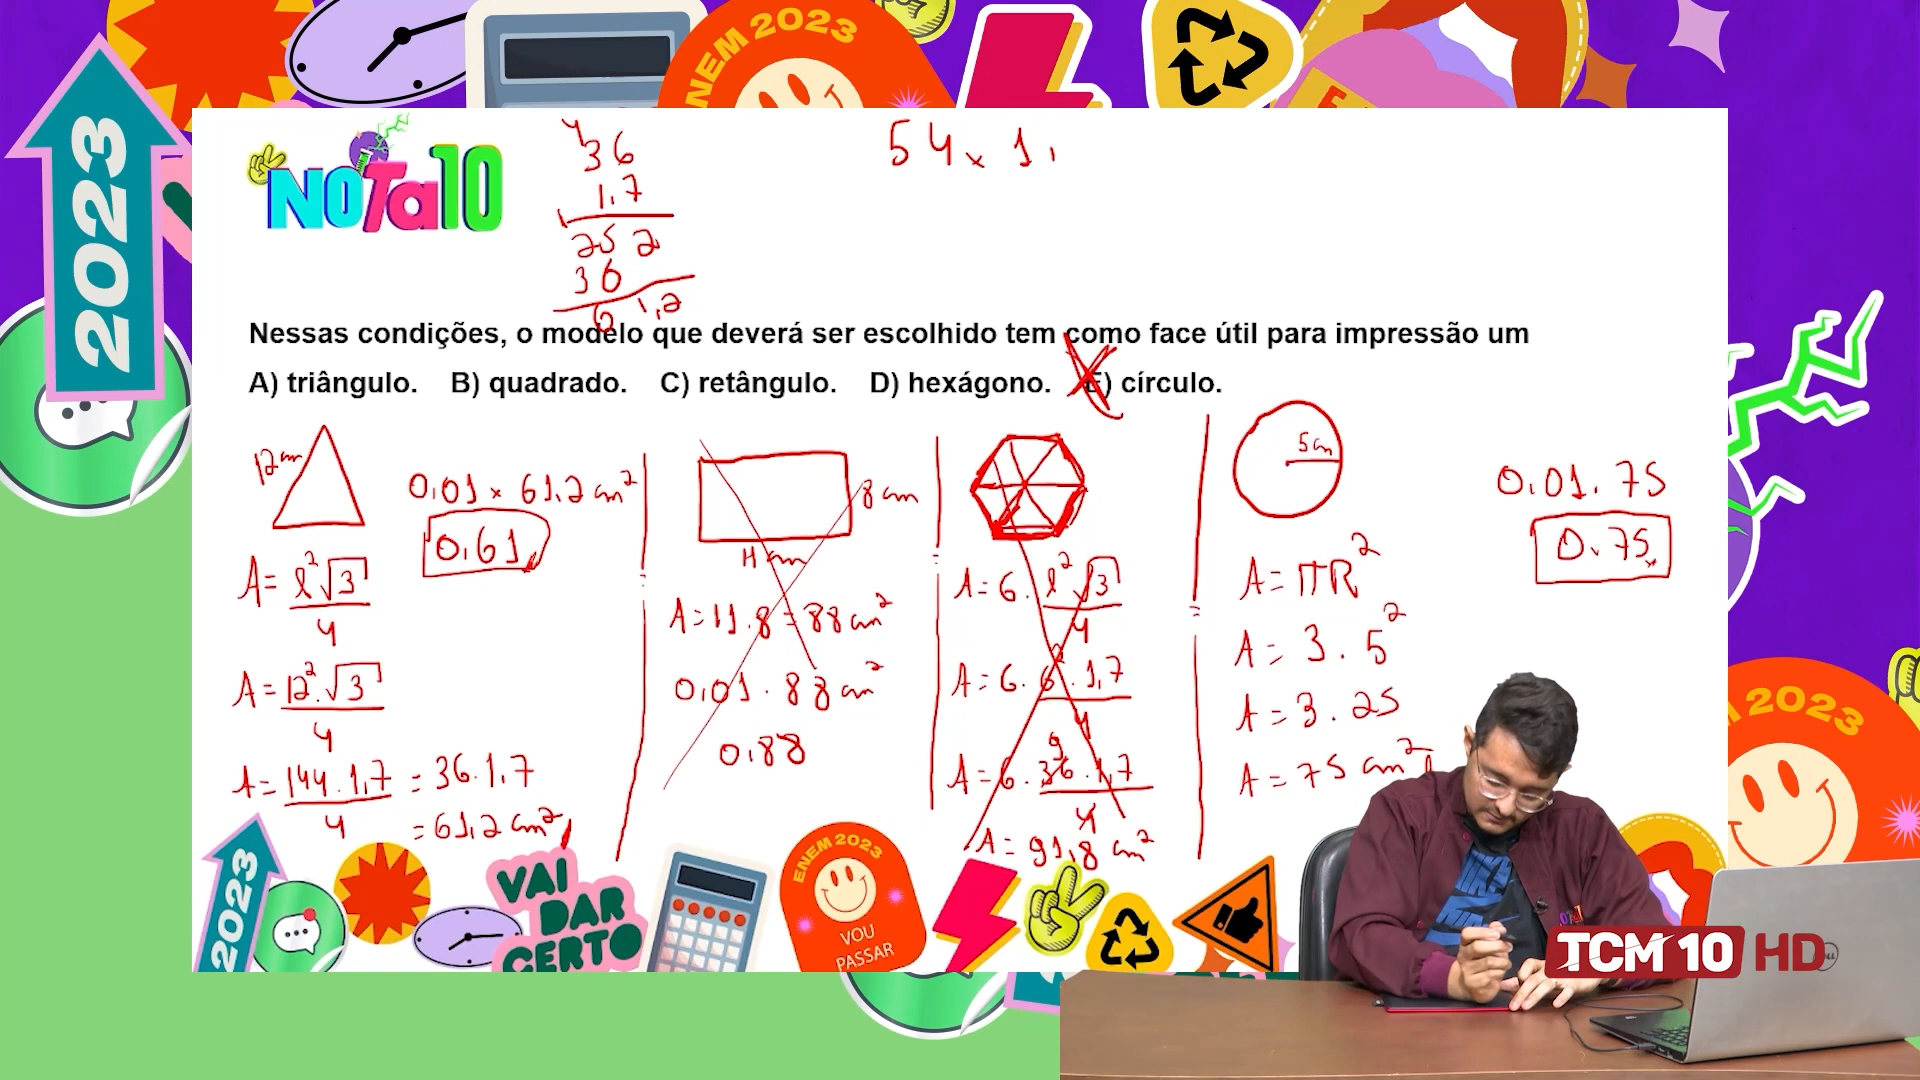 2023
ENEM 2023
NOTa10
36
1,7
252
36
61,2
54 x 1,
Nessas condições, o modelo que deverá ser escolhido tem como face útil para impressão um
A) triângulo. B) quadrado. C) retângulo. D) hexágono. E) círculo.
12cm
0,01 x 61,2 cm²
0,61
A= l²√3/4
A= 12².√3/4
A= 144.1,7/4 = 36.1,7
= 61,2 cm²
8 cm
11 cm
A=11.8=88 cm²
0,01.88 cm²
0,88
A=6. l²√3/4
A=6. 6².1,7/4
A=6. 36.1,7/4
9
A= 91,8 cm²
5cm
A= πR²
A= 3.5²
A= 3.25
A= 75 cm²
0,01.75
0,75
2023
VAI
DAR
CERTO
ENEM 2023
VOU
PASSAR
M 2023
TCM 10 HD